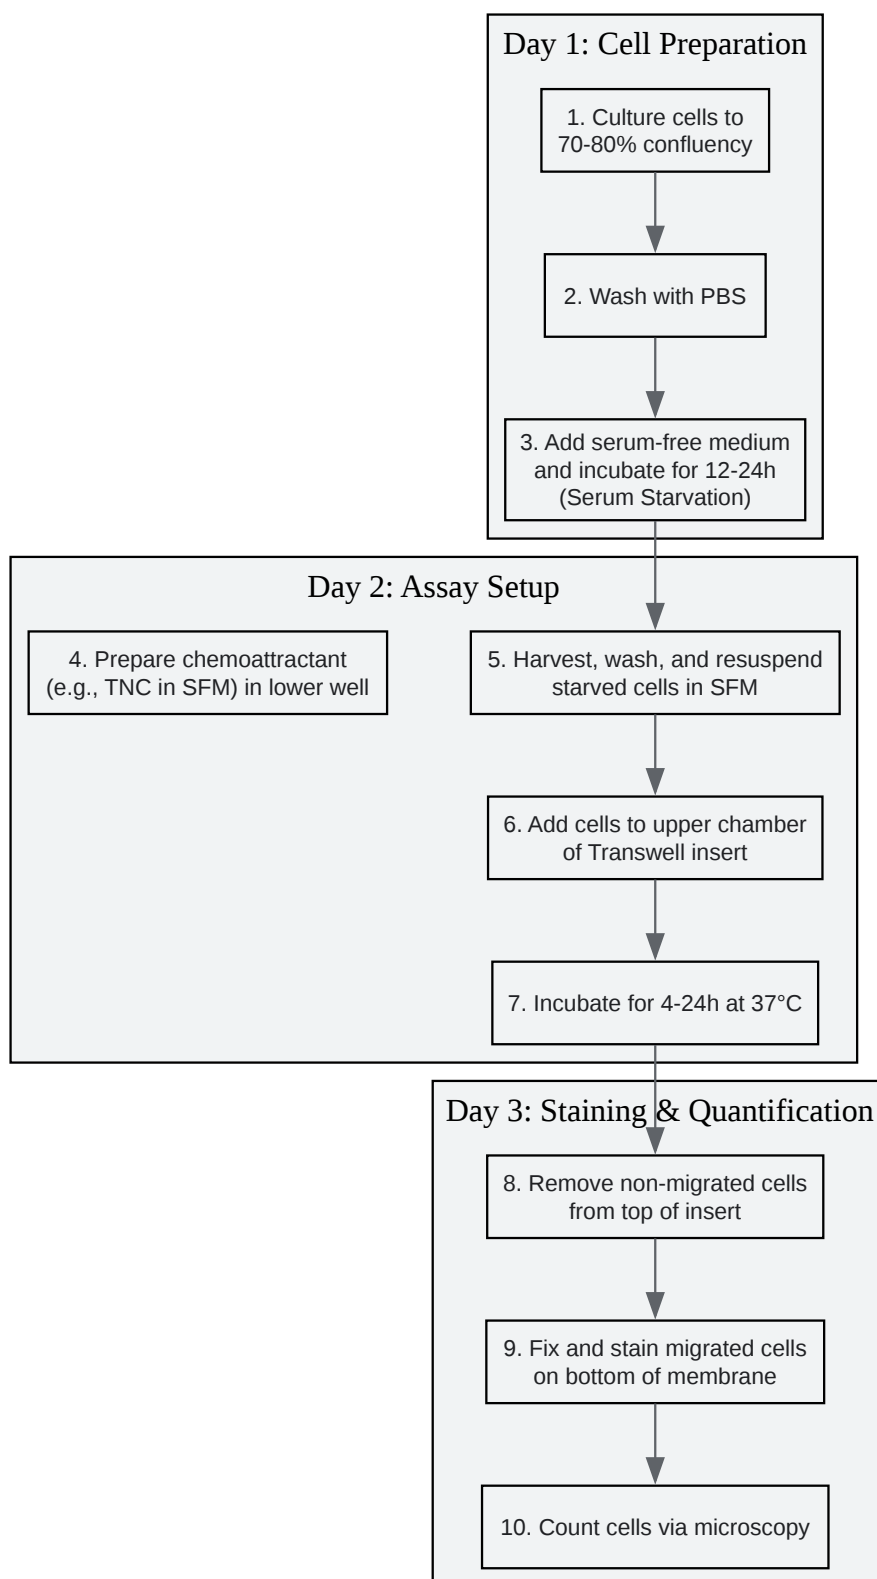 Day 1: Cell Preparation
1. Culture cells to
70-80% confluency
2. Wash with PBS
3. Add serum-free medium
and incubate for 12-24h
(Serum Starvation)
Day 2: Assay Setup
4. Prepare chemoattractant
(e.g., TNC in SFM) in lower well
5. Harvest, wash, and resuspend
starved cells in SFM
6. Add cells to upper chamber
of Transwell insert
7. Incubate for 4-24h at 37°C
Day 3: Staining & Quantification
8. Remove non-migrated cells
from top of insert
9. Fix and stain migrated cells
on bottom of membrane
10. Count cells via microscopy